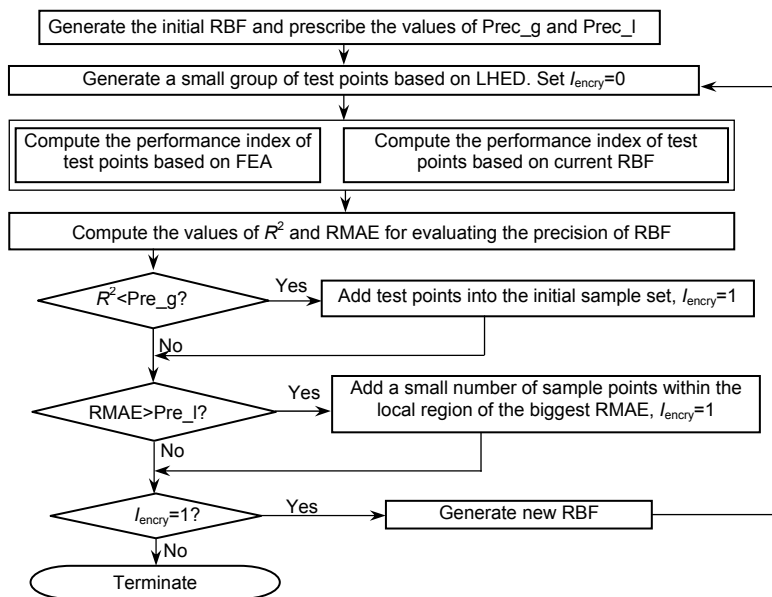 Generate the initial RBF and prescribe the values of Prec_g and Prec_l
Generate a small group of test points based on LHED. Set I_encry=0
Compute the performance index of
test points based on FEA
Compute the performance index of test
points based on current RBF
Compute the values of R² and RMAE for evaluating the precision of RBF
R²<Pre_g?
Yes
Add test points into the initial sample set, I_encry=1
No
RMAE>Pre_l?
Yes
Add a small number of sample points within the
local region of the biggest RMAE, I_encry=1
No
I_encry=1?
Yes
Generate new RBF
No
Terminate